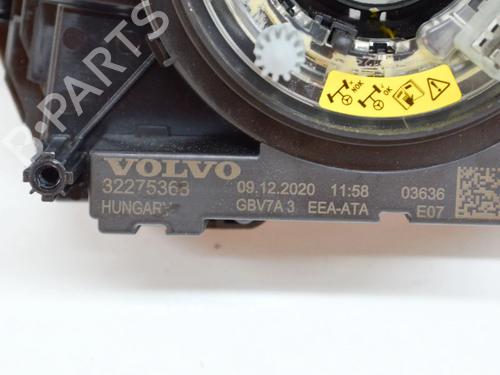 B-PARTS
NOK OK
VOLVO
32275363 09.12.2020 11:58 03636
HUNGARY GBV7A 3 EEA-ATA E07